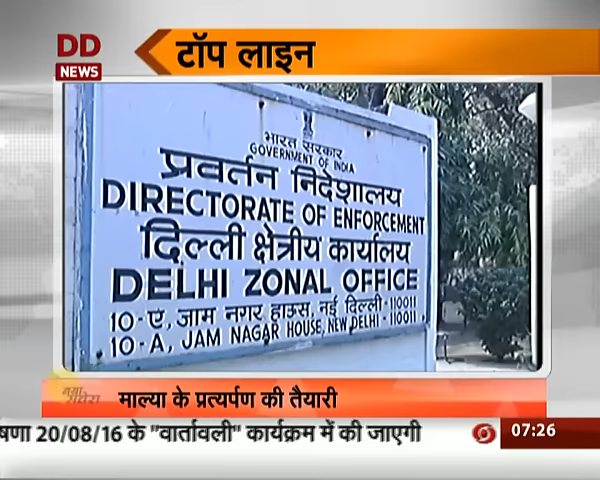 DD
NEWS
टॉप लाइन
भारत सरकार
GOVERNMENT OF INDIA
प्रवर्तन निदेशालय
DIRECTORATE OF ENFORCEMENT
दिल्ली क्षेत्रीय कार्यालय
DELHI ZONAL OFFICE
10-ए, जाम नगर हाउस, नई दिल्ली-110011
10-A, JAM NAGAR HOUSE, NEW DELHI-110011
माल्या के प्रत्यर्पण की तैयारी
षणा 20/08/16 के "वार्तावली" कार्यक्रम में की जाएगी
07:26